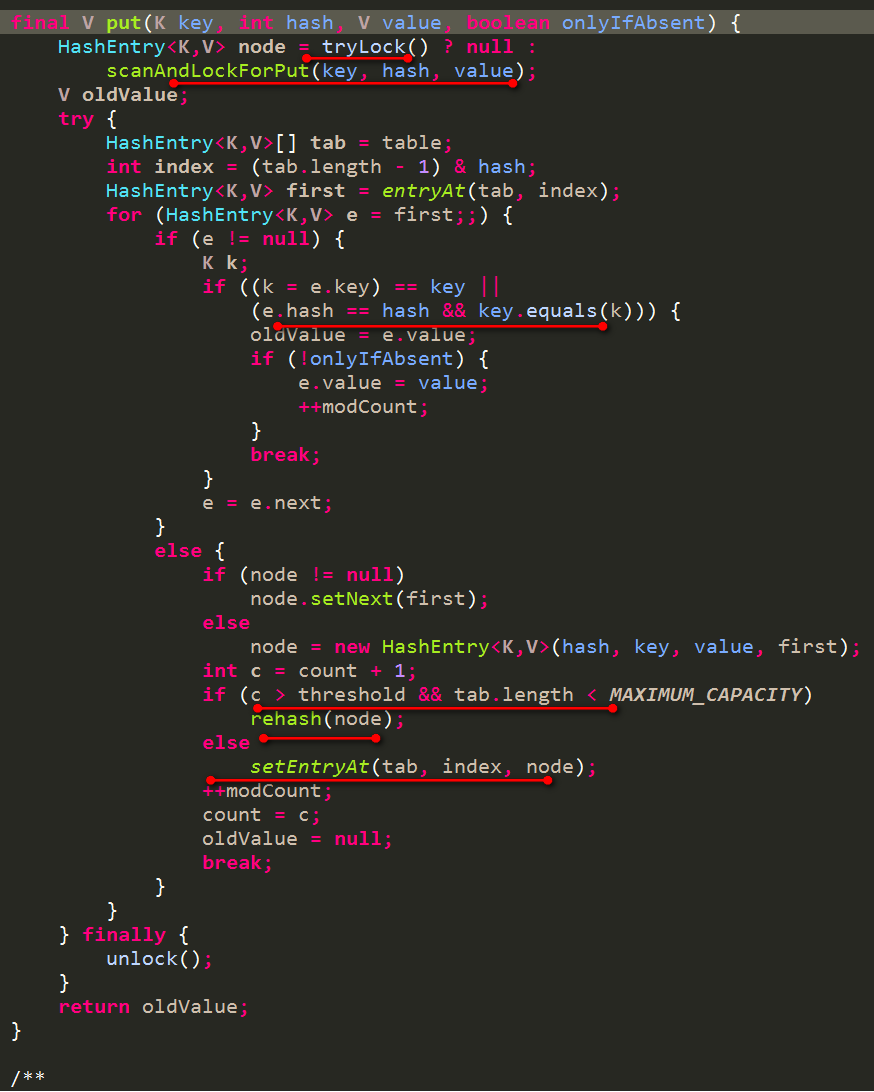 final V put(K key, int hash, V value, boolean onlyIfAbsent) {
    HashEntry<K,V> node = tryLock() ? null :
        scanAndLockForPut(key, hash, value);
    V oldValue;
    try {
        HashEntry<K,V>[] tab = table;
        int index = (tab.length - 1) & hash;
        HashEntry<K,V> first = entryAt(tab, index);
        for (HashEntry<K,V> e = first;;) {
            if (e != null) {
                K k;
                if ((k = e.key) == key ||
                    (e.hash == hash && key.equals(k))) {
                    oldValue = e.value;
                    if (!onlyIfAbsent) {
                        e.value = value;
                        ++modCount;
                    }
                    break;
                }
                e = e.next;
            }
            else {
                if (node != null)
                    node.setNext(first);
                else
                    node = new HashEntry<K,V>(hash, key, value, first);
                int c = count + 1;
                if (c > threshold && tab.length < MAXIMUM_CAPACITY)
                    rehash(node);
                else
                    setEntryAt(tab, index, node);
                ++modCount;
                count = c;
                oldValue = null;
                break;
            }
        }
    } finally {
        unlock();
    }
    return oldValue;
}
/**